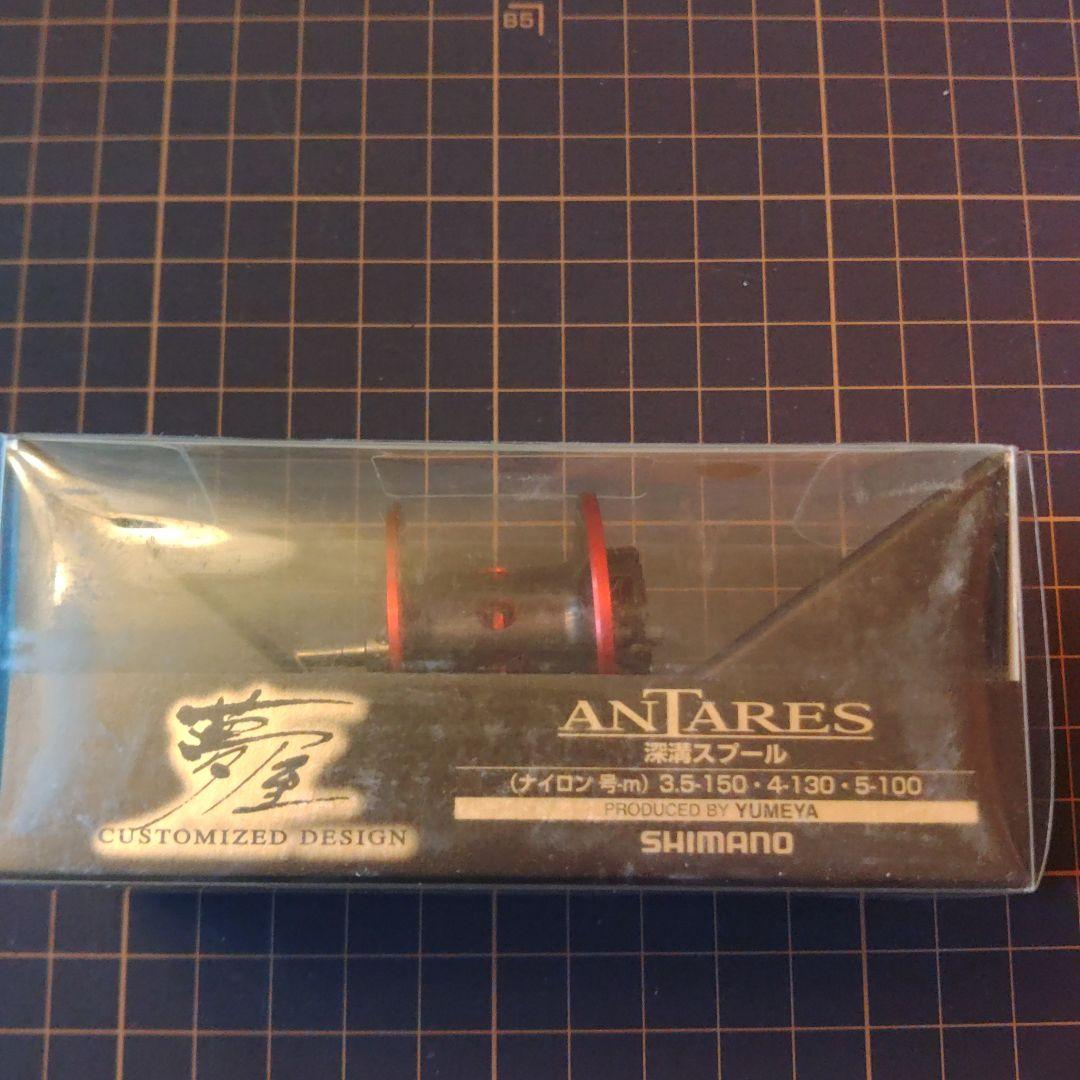 B5
夢屋
CUSTOMIZED DESIGN
ANTARES
深溝スプール
(ナイロン 号-m) 3.5-150・4-130・5-100
PRODUCED BY YUMEYA
SHIMANO